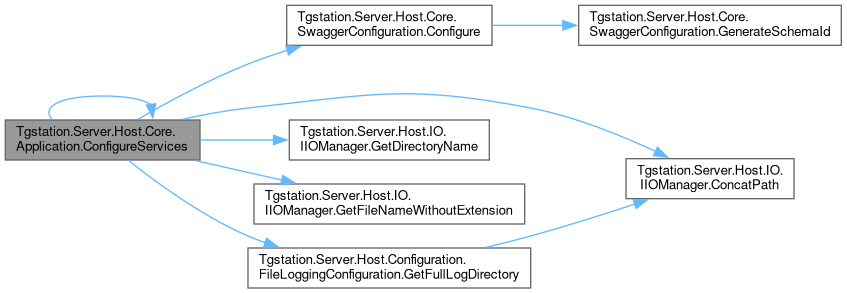 Tgstation.Server.Host.Core.
Application.ConfigureServices
Tgstation.Server.Host.Core.
SwaggerConfiguration.Configure
Tgstation.Server.Host.Core.
SwaggerConfiguration.GenerateSchemaId
Tgstation.Server.Host.IO.
IIOManager.GetDirectoryName
Tgstation.Server.Host.IO.
IIOManager.GetFileNameWithoutExtension
Tgstation.Server.Host.Configuration.
FileLoggingConfiguration.GetFullLogDirectory
Tgstation.Server.Host.IO.
IIOManager.ConcatPath